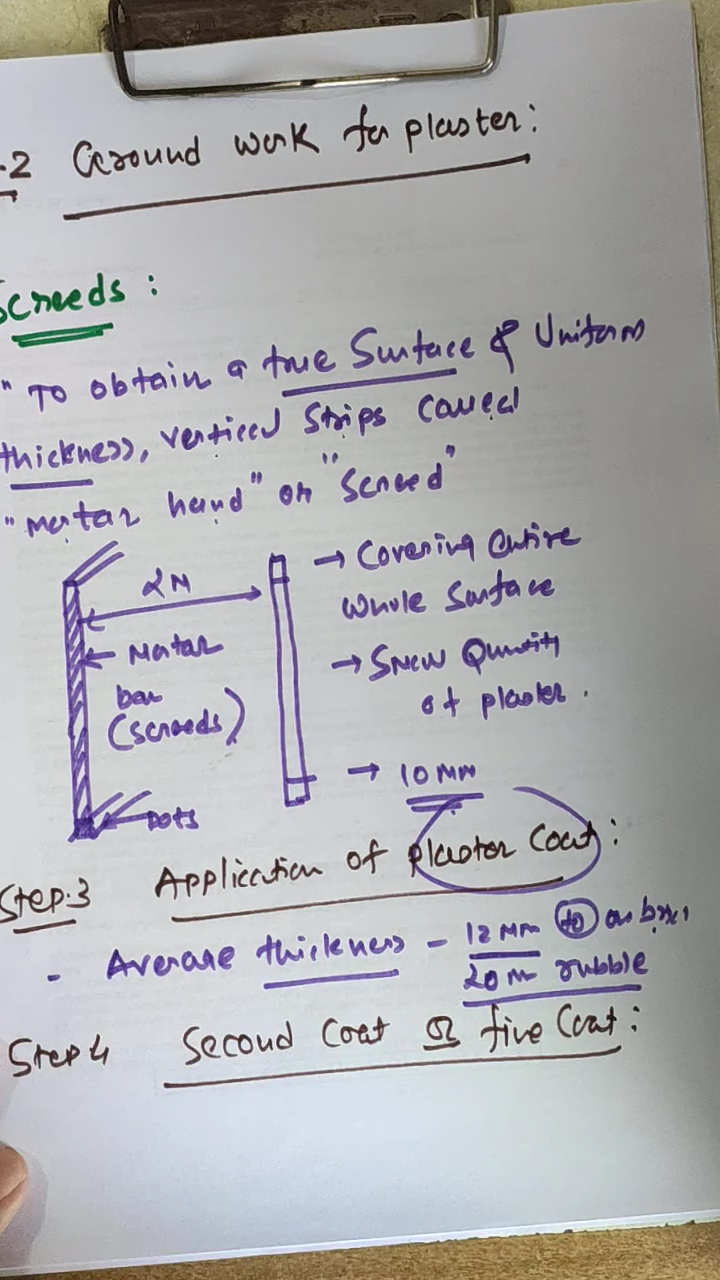 .2 Ground work for plaster:
Screeds :
" To obtain a true Surface & Uniform
thickness, vertical Strips called
"mortar band" or "Screed"
→ Covering entire
2M
whole Surface
← Mortar
→ Quantity
bar
of plaster.
(screeds)
→ 10 MM
← Dots
Step.3 Application of plaster Coat:
- Average thickness - 12 MM to on
20 m rubble
Step 4 Second Coat or fine Coat: